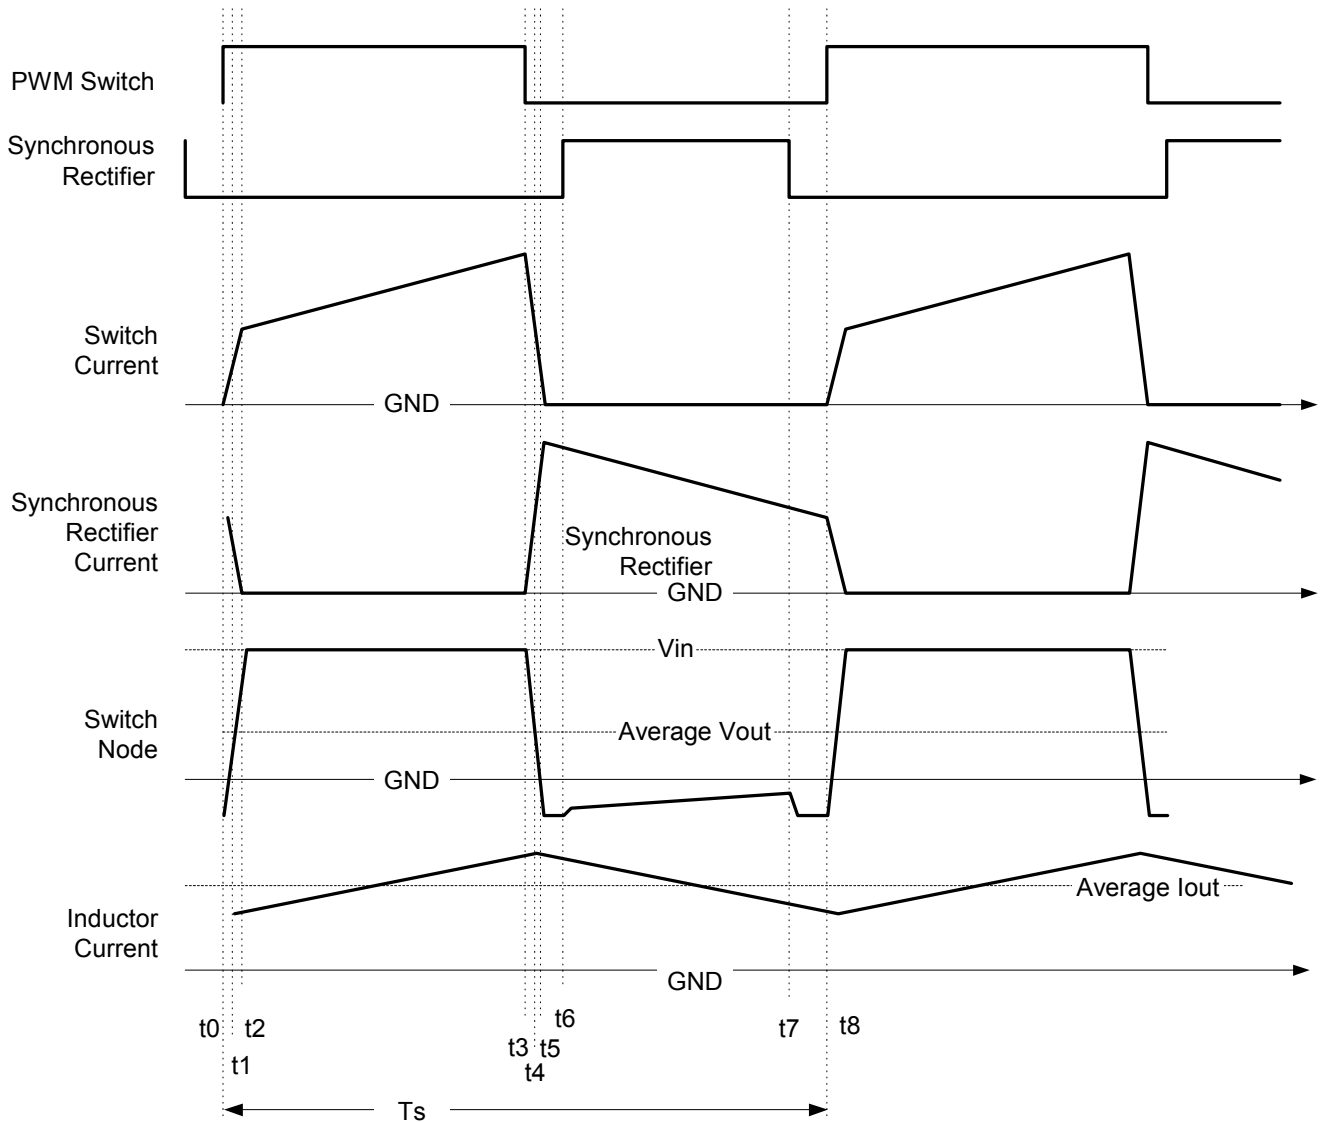 PWM Switch
Synchronous
Rectifier
Switch
Current
GND
Synchronous
Rectifier
Current
Synchronous
Rectifier
GND
Vin
Switch
Node
Average Vout
GND
Average Iout
Inductor
Current
GND
t0
t1
t2
t3
t4
t5
t6
t7
t8
Ts